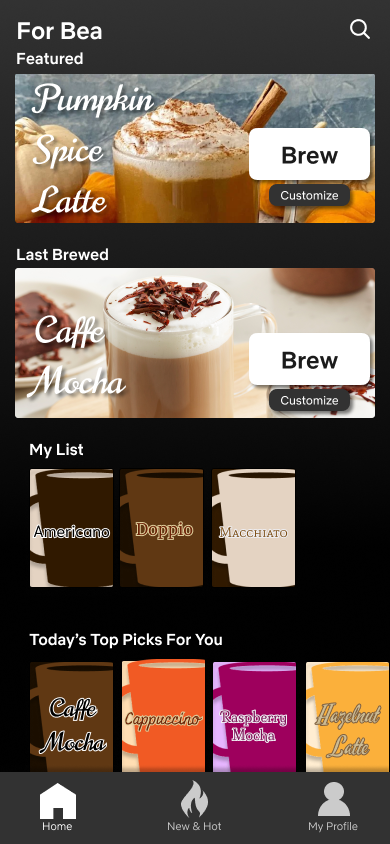 For Bea
Featured
Pumpkin
Spice
Latte
Brew
Customize
Last Brewed
Caffe
Mocha
Brew
Customize
My List
Americano
Doppio
Macchiato
Today's Top Picks For You
Caffe
Mocha
Cappuccino
Raspberry
Mocha
Hazelnut
Latte
Home
New & Hot
My Profile